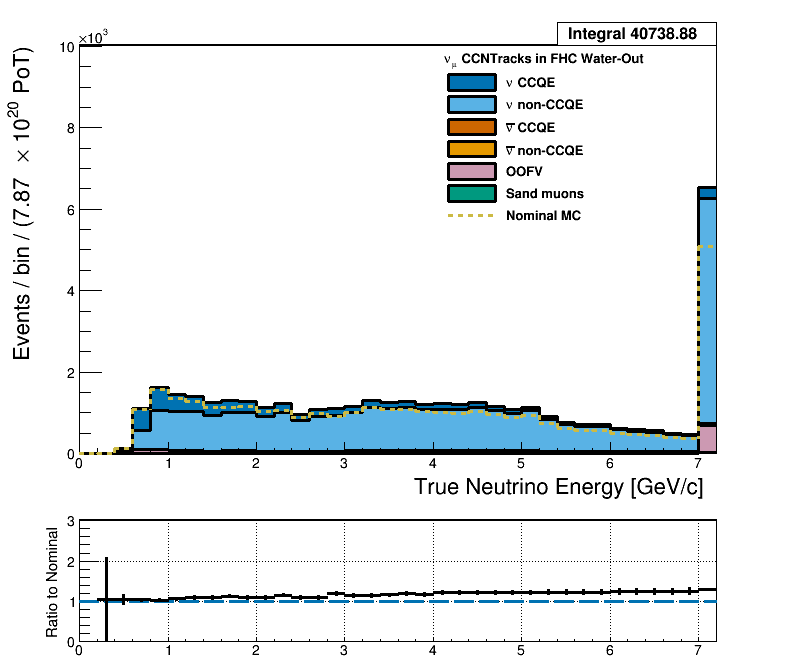 Integral 40738.88
×10³
ν_μ CCNTracks in FHC Water-Out
ν CCQE
ν non-CCQE
ν̅ CCQE
ν̅ non-CCQE
OOFV
Sand muons
Nominal MC
Events / bin / (7.87 × 10²⁰ PoT)
10
8
6
4
2
0
0 1 2 3 4 5 6 7
True Neutrino Energy [GeV/c]
Ratio to Nominal
3
2
1
0
0 1 2 3 4 5 6 7